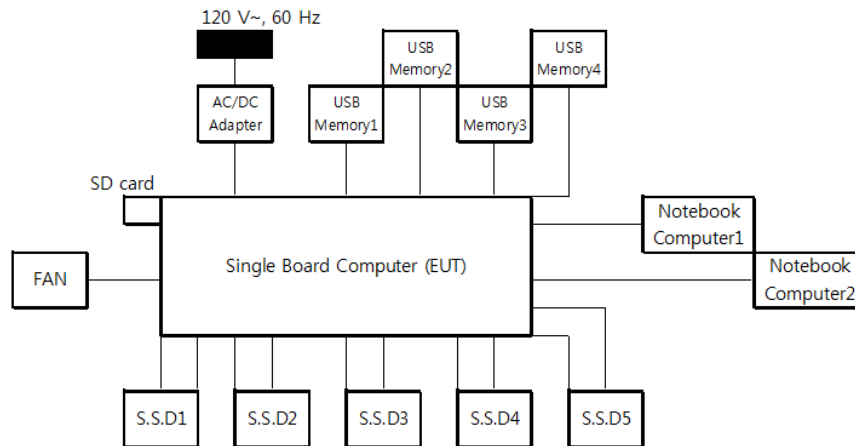 120 V~, 60 Hz
USB
Memory2
USB
Memory4
AC/DC
Adapter
USB
Memory1
USB
Memory3
SD card
Notebook
Computer1
Single Board Computer (EUT)
FAN
Notebook
Computer2
S.S.D1
S.S.D2
S.S.D3
S.S.D4
S.S.D5